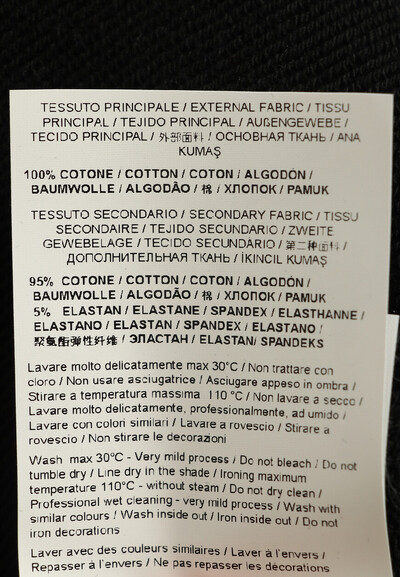 TESSUTO PRINCIPALE / EXTERNAL FABRIC / TISSU
PRINCIPAL / TEJIDO PRINCIPAL / AUßENGEWEBE /
TECIDO PRINCIPAL / 外部面料 / ОСНОВНАЯ ТКАНЬ / ANA
KUMAŞ
100% COTONE / COTTON / COTON / ALGODÓN /
BAUMWOLLE / ALGODÃO / 棉 / ХЛОПОК / PAMUK
TESSUTO SECONDARIO / SECONDARY FABRIC / TISSU
SECONDAIRE / TEJIDO SECUNDARIO / ZWEITE
GEWEBELAGE / TECIDO SECUNDÁRIO / 第二种面料 /
ДОПОЛНИТЕЛЬНАЯ ТКАНЬ / İKINCIL KUMAŞ
95% COTONE / COTTON / COTON / ALGODÓN /
BAUMWOLLE / ALGODÃO / 棉 / ХЛОПОК / PAMUK
5% ELASTAN / ELASTANE / SPANDEX / ELASTHANNE /
ELASTANO / ELASTAN / SPANDEX / ELASTANO /
聚氨酯弹性纤维 / ЭЛАСТАН / ELASTAN/ SPANDEKS
Lavare molto delicatamente max 30°C / Non trattare con
cloro / Non usare asciugatrice / Asciugare appeso in ombra /
Stirare a temperatura massima 110 °C / Non lavare a secco /
Lavare molto delicatamente, professionalmente, ad umido /
Lavare con colori similari / Lavare a rovescio / Stirare a
rovescio / Non stirare le decorazioni
Wash max 30°C - Very mild process / Do not bleach / Do not
tumble dry / Line dry in the shade / Ironing maximum
temperature 110°C - without steam / Do not dry clean /
Professional wet cleaning - very mild process / Wash with
similar colours / Wash inside out / Iron inside out / Do not
iron decorations
Laver avec des couleurs similaires / Laver à l'envers /
Repasser à l'envers / Ne pas repasser les décorations